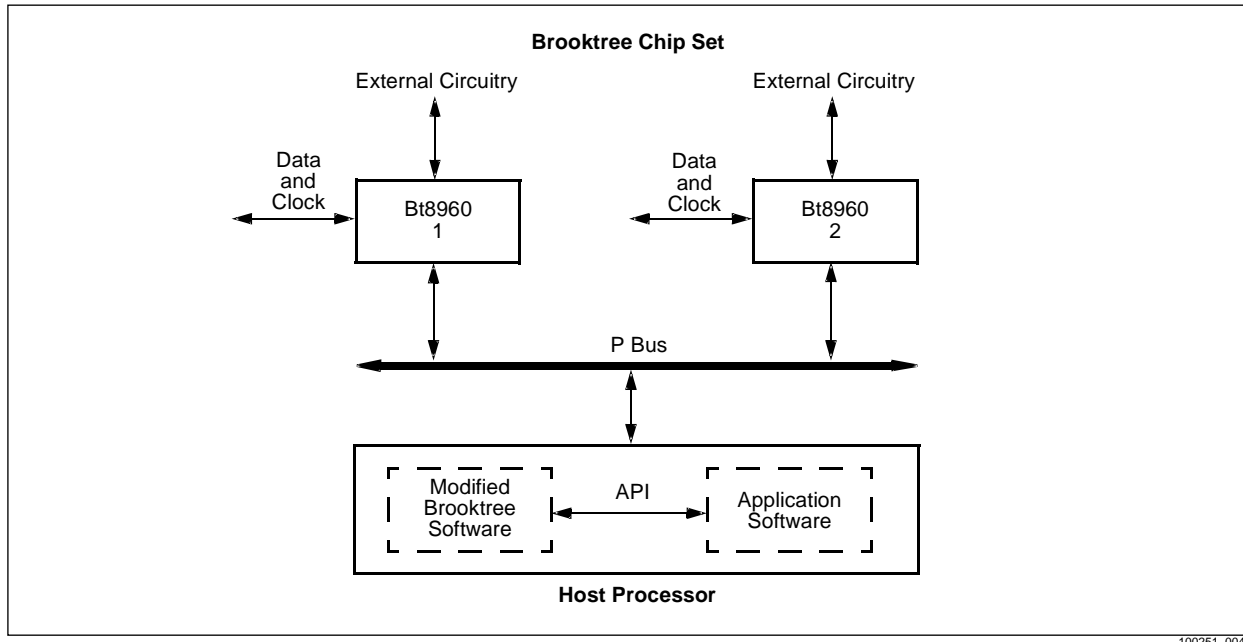 Brooktree Chip Set
External Circuitry
External Circuitry
Data
and
Clock
Bt8960
1
Data
and
Clock
Bt8960
2
P Bus
Modified
Brooktree
Software
API
Application
Software
Host Processor
100251_004